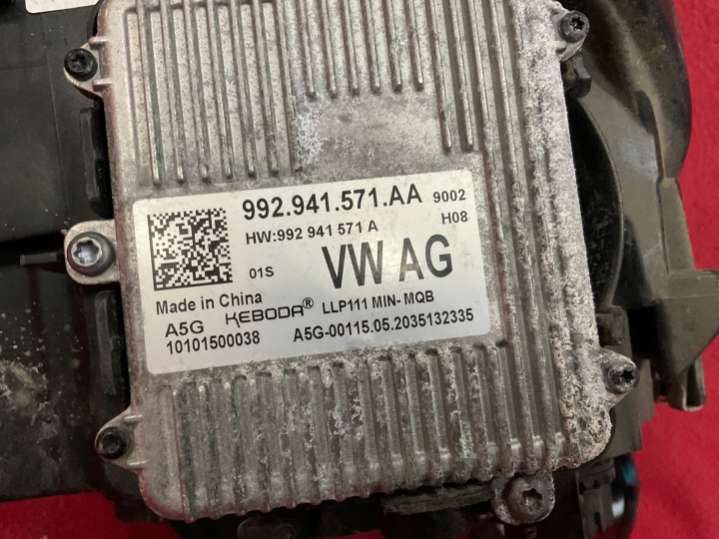 992.941.571.AA 9002
HW:992 941 571 A H08
01S VW AG
Made in China
A5G KEBODA® LLP111 MIN- MQB
10101500038 A5G-00115.05.2035132335